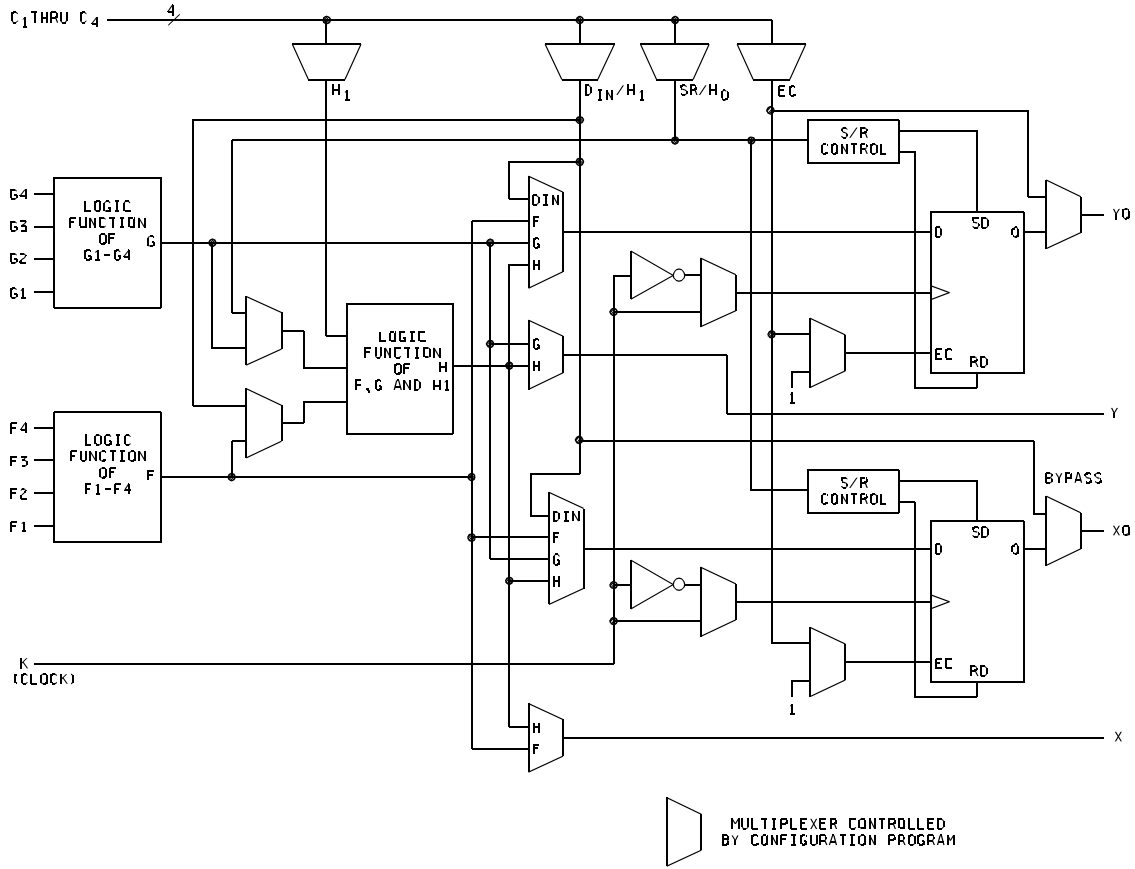 C1 THRU C4
4
H1
DIN/H1
SR/H0
EC
S/R
CONTROL
G4
G3
G2
G1
LOGIC
FUNCTION
OF
G1-G4
G
DIN
F
G
H
D
SD
Q
EC
RD
YQ
1
G
H
LOGIC
FUNCTION
OF
F,G AND H1
H
Y
F4
F3
F2
F1
LOGIC
FUNCTION
OF
F1-F4
F
S/R
CONTROL
BYPASS
DIN
F
G
H
D
SD
Q
EC
RD
XQ
1
K
(CLOCK)
H
F
X
MULTIPLEXER CONTROLLED
BY CONFIGURATION PROGRAM